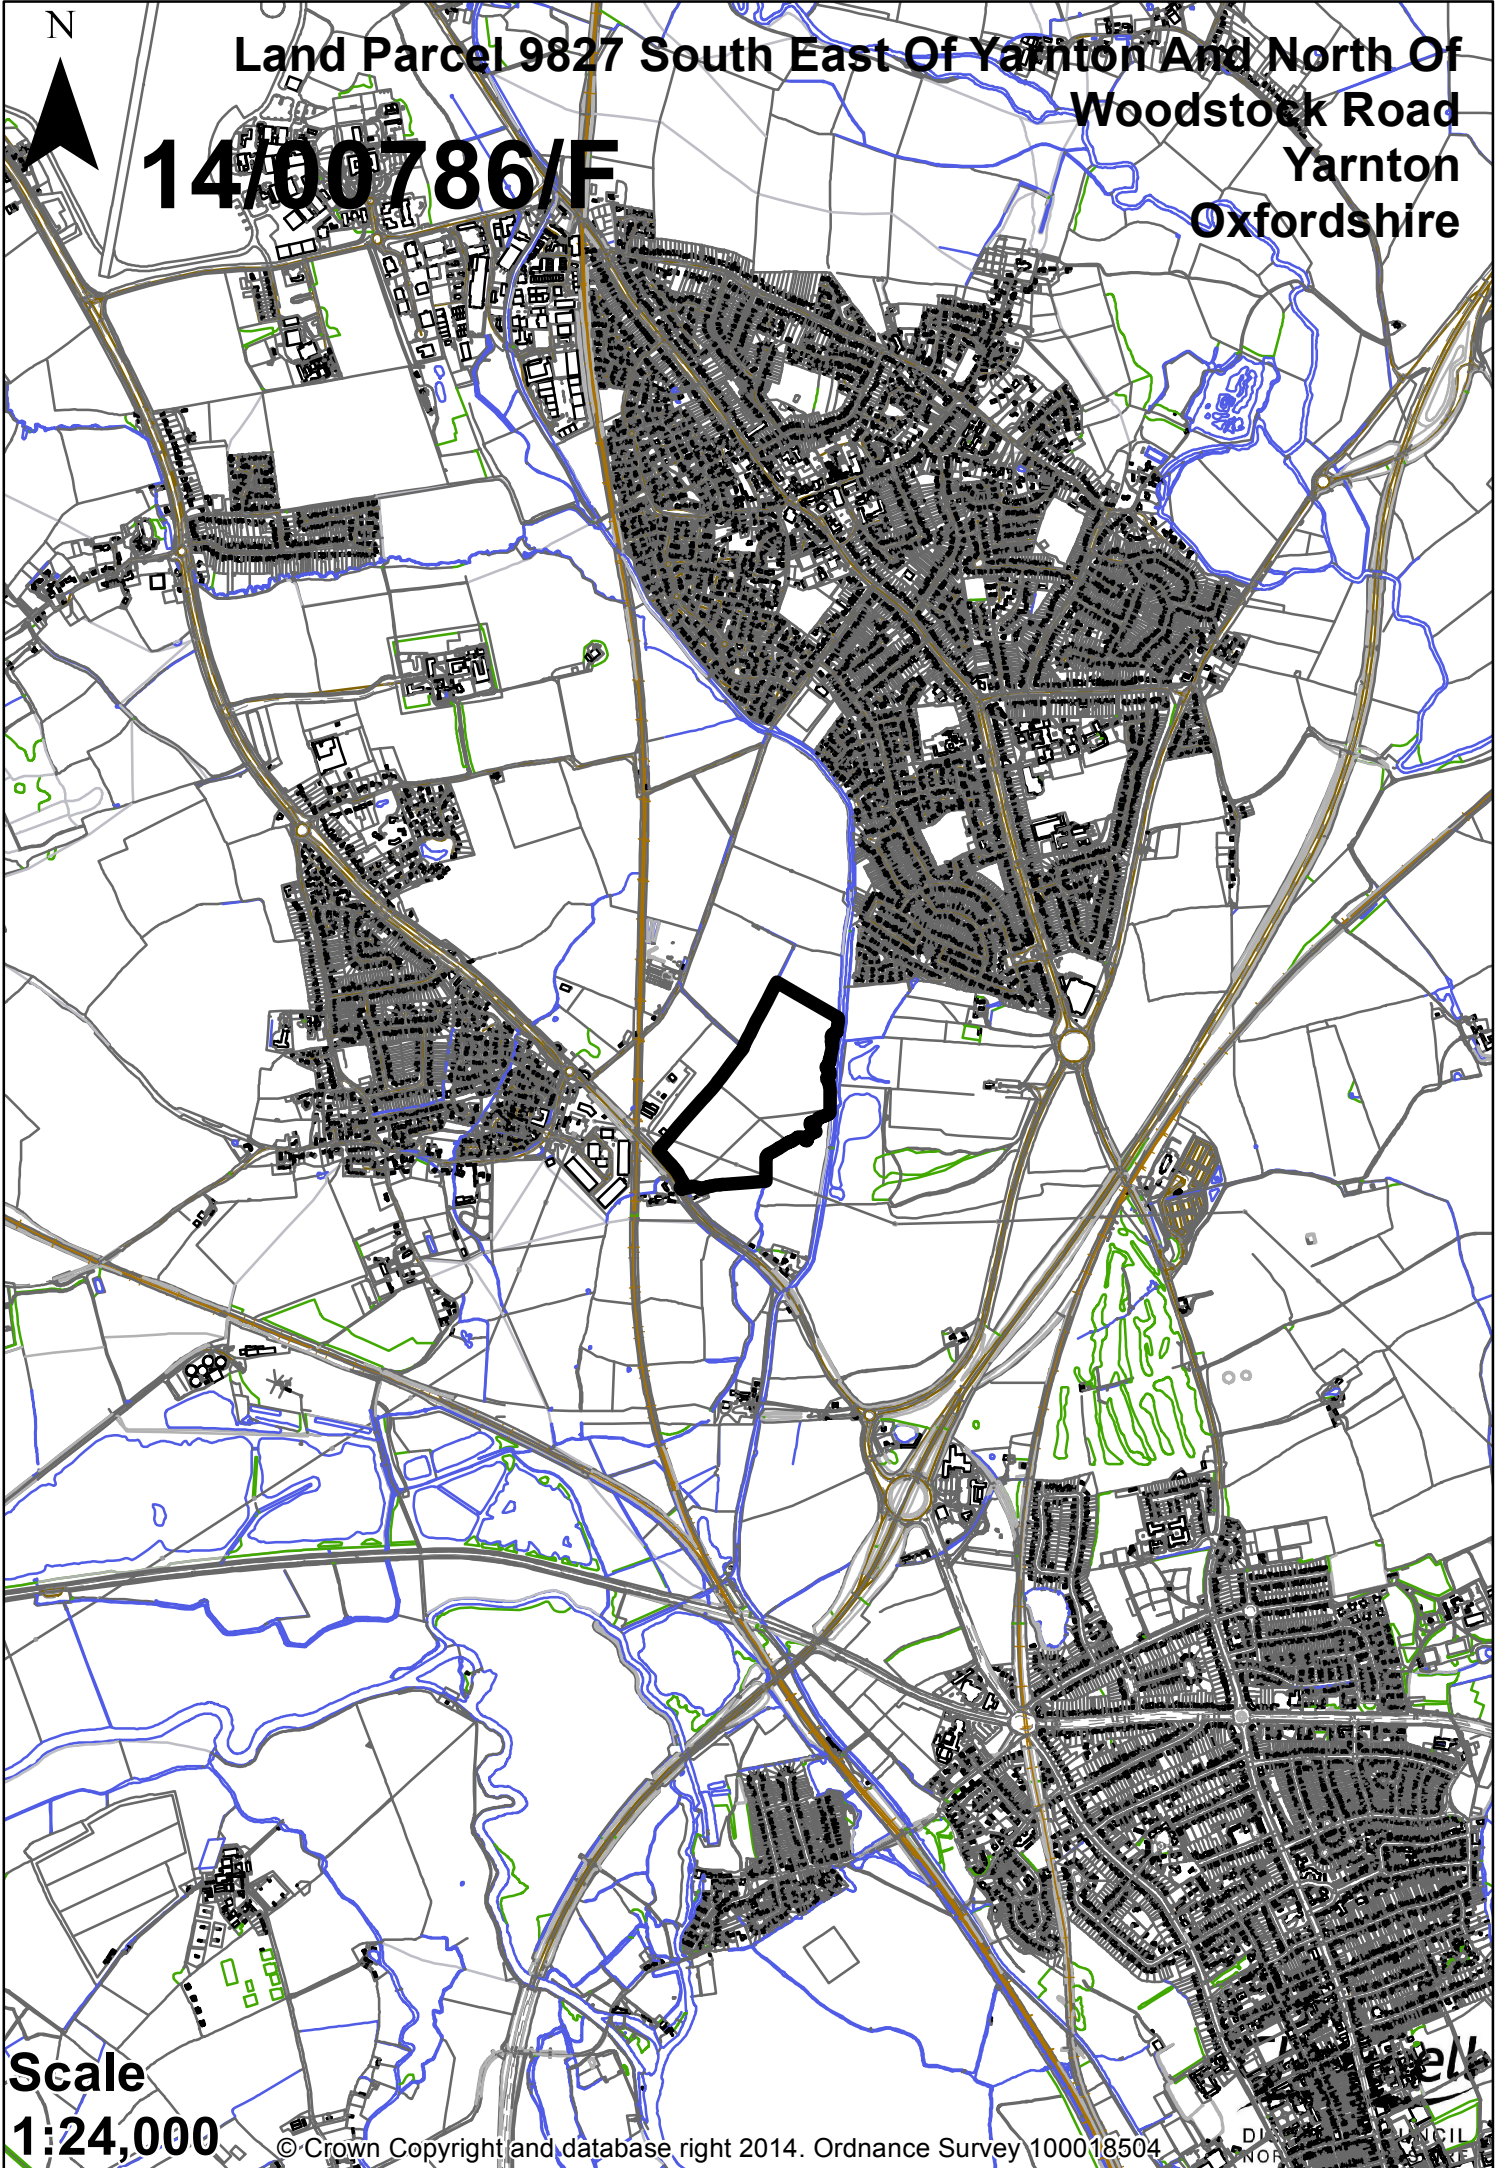 N
Land Parcel 9827 South East Of Yarnton And North Of
Woodstock Road
Yarnton
Oxfordshire
14/00786/F
Scale
1:24,000
© Crown Copyright and database right 2014. Ordnance Survey 100018504